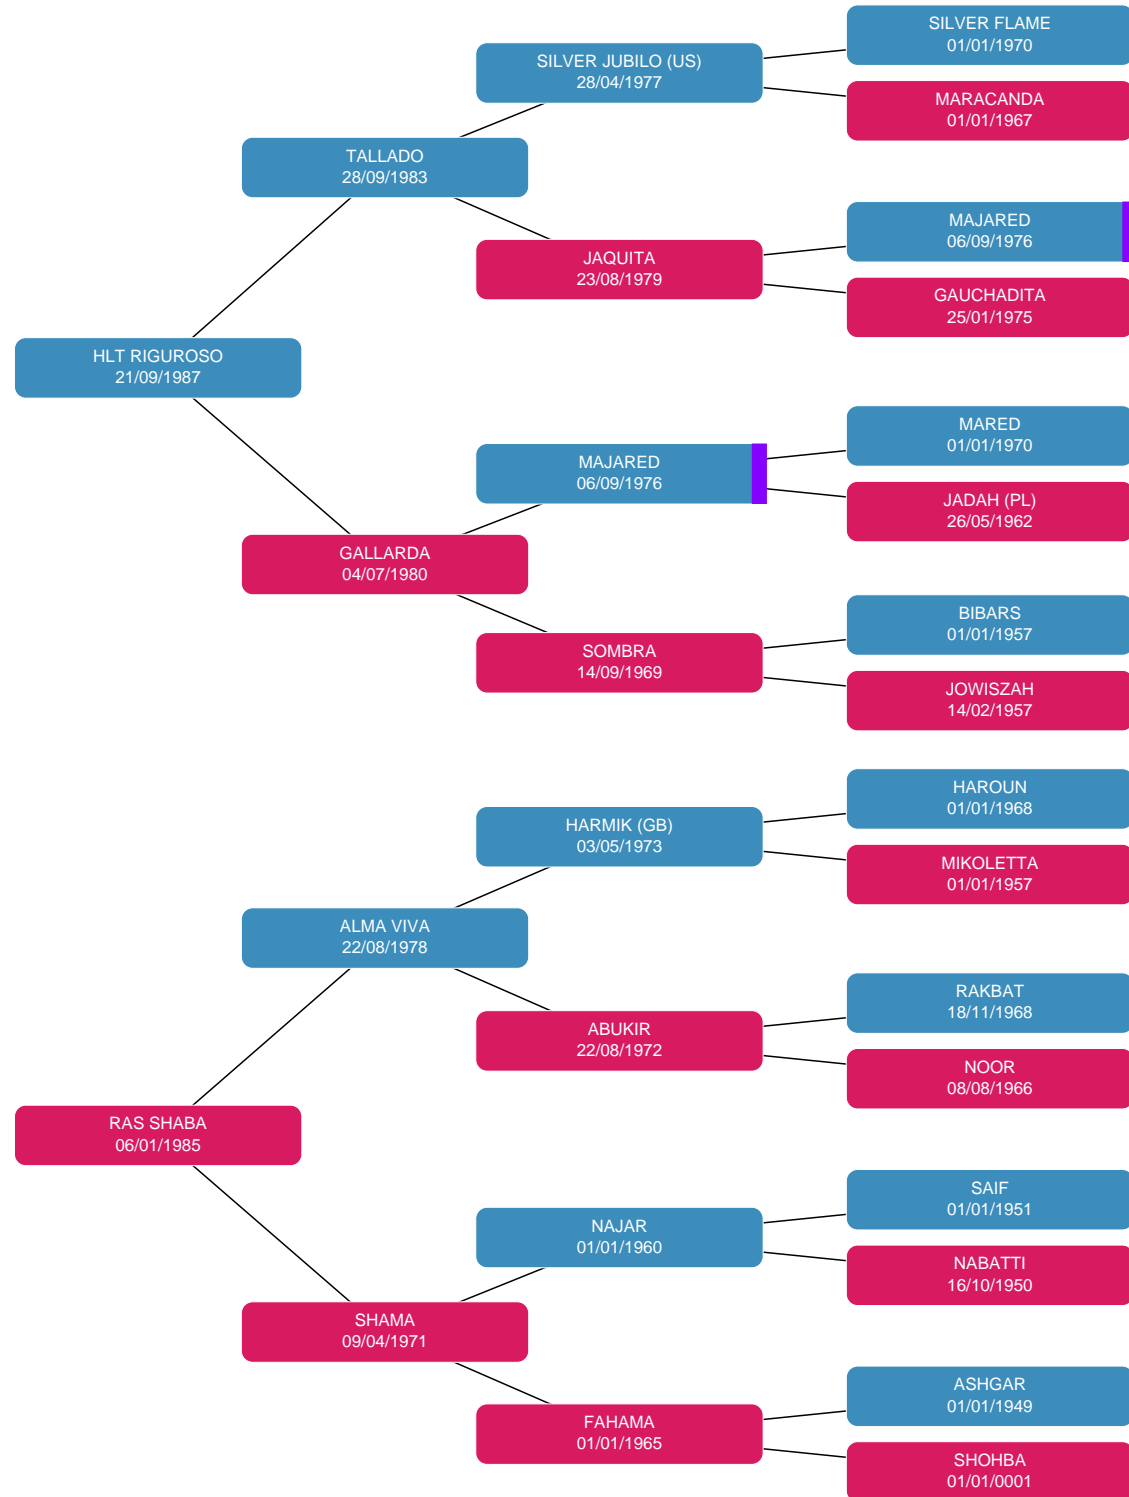 SILVER FLAME
01/01/1970
SILVER JUBILO (US)
28/04/1977
MARACANDA
01/01/1967
TALLADO
28/09/1983
MAJARED
06/09/1976
JAQUITA
23/08/1979
GAUCHADITA
25/01/1975
HLT RIGUROSO
21/09/1987
MARED
01/01/1970
MAJARED
06/09/1976
JADAH (PL)
26/05/1962
GALLARDA
04/07/1980
BIBARS
01/01/1957
SOMBRA
14/09/1969
JOWISZAH
14/02/1957
HAROUN
01/01/1968
HARMIK (GB)
03/05/1973
MIKOLETTA
01/01/1957
ALMA VIVA
22/08/1978
RAKBAT
18/11/1968
ABUKIR
22/08/1972
NOOR
08/08/1966
RAS SHABA
06/01/1985
SAIF
01/01/1951
NAJAR
01/01/1960
NABATTI
16/10/1950
SHAMA
09/04/1971
ASHGAR
01/01/1949
FAHAMA
01/01/1965
SHOHBA
01/01/0001